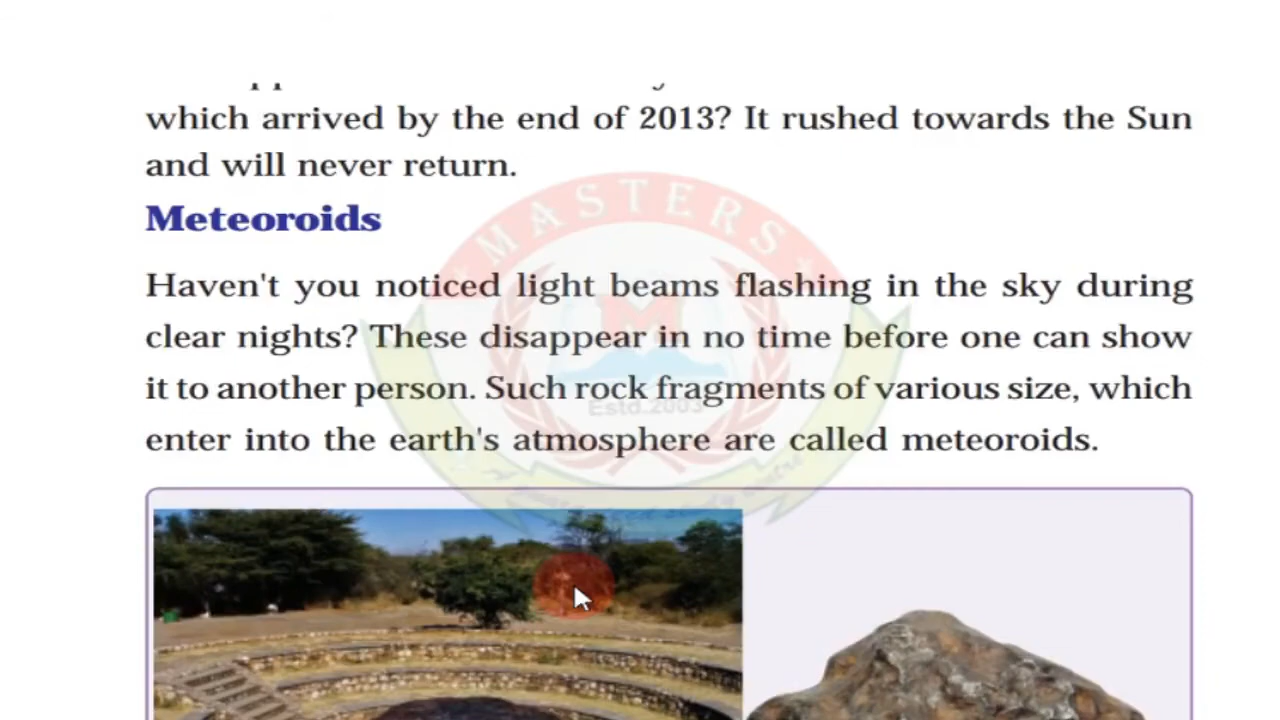 which arrived by the end of 2013? It rushed towards the Sun
and will never return.
Meteoroids
MASTERS
Haven't you noticed light beams flashing in the sky during
clear nights? These disappear in no time before one can show
it to another person. Such rock fragments of various size, which
Estd.2003
enter into the earth's atmosphere are called meteoroids.